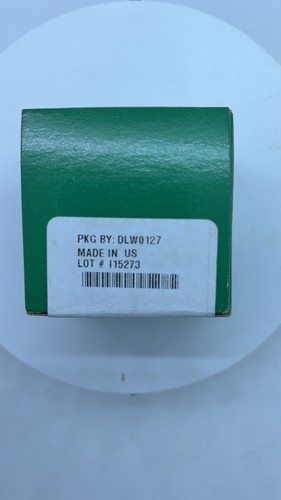 PKG BY: DLW0127
MADE IN US
LOT # I15273